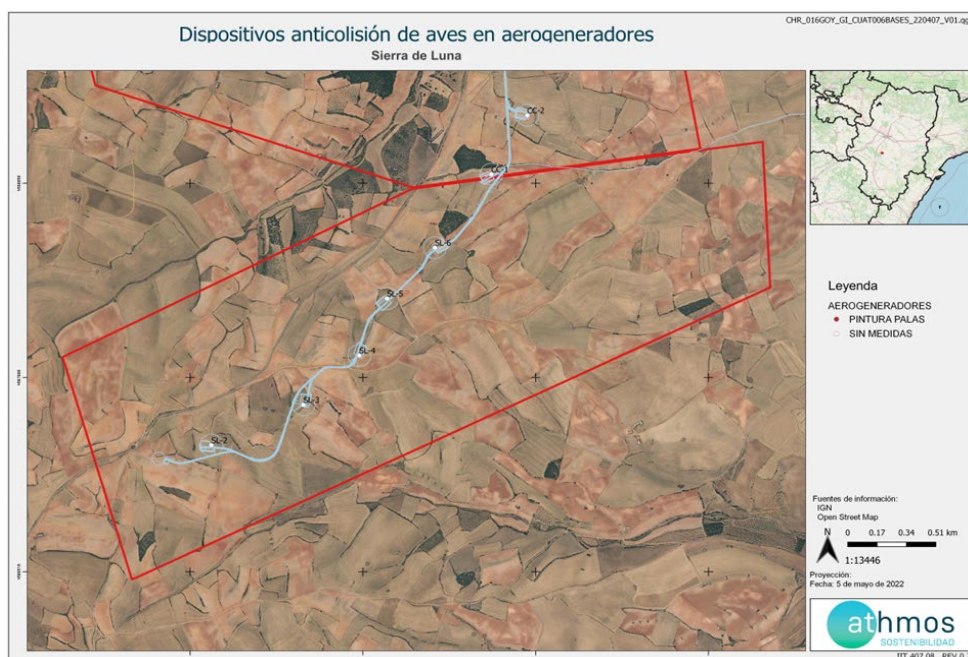 CHR_016GOY_GI_CUAT006BASES_220407_V01.qg
Dispositivos anticolisión de aves en aerogeneradores
Sierra de Luna
CC-2
CC-1
SL-6
SL-5
SL-4
SL-3
SL-2
Leyenda
AEROGENERADORES
PINTURA PALAS
SIN MEDIDAS
Fuentes de información:
IGN
Open Street Map
N
0 0.17 0.34 0.51 km
1:13446
Proyección:
Fecha: 5 de mayo de 2022
athmos
SOSTENIBILIDAD